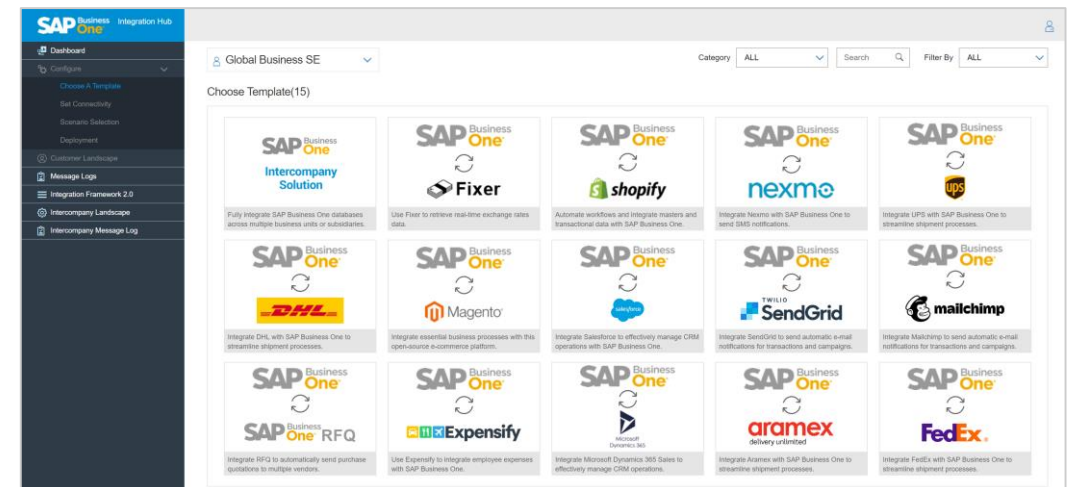 SAP Business One Integration Hub
Dashboard
Configure
Choose A Template
Set Connectivity
Scenario Selection
Deployment
Customer Landscape
Message Logs
Integration Framework 2.0
Intercompany Landscape
Intercompany Message Log
Global Business SE
Category ALL Search Filter By ALL
Choose Template(15)
SAP Business One
Intercompany
Solution
Fully integrate SAP Business One databases
across multiple business units or subsidiaries.
SAP Business One
Fixer
Use Fixer to retrieve real-time exchange rates
data.
SAP Business One
shopify
Automate workflows and integrate masters and
transactional data with SAP Business One.
SAP Business One
nexmo
Integrate Nexmo with SAP Business One to
send SMS notifications.
SAP Business One
ups
Integrate UPS with SAP Business One to
streamline shipment processes.
SAP Business One
DHL
Integrate DHL with SAP Business One to
streamline shipment processes.
SAP Business One
Magento
Integrate essential business processes with this
open-source e-commerce platform.
SAP Business One
salesforce
Integrate Salesforce to effectively manage CRM
operations with SAP Business One.
SAP Business One
TWILIO
SendGrid
Integrate SendGrid to send automatic e-mail
notifications for transactions and campaigns.
SAP Business One
mailchimp
Integrate Mailchimp to send automatic e-mail
notifications for transactions and campaigns.
SAP Business One
SAP Business One RFQ
Integrate RFQ to automatically send purchase
quotations to multiple vendors.
SAP Business One
Expensify
Use Expensify to integrate employee expenses
with SAP Business One.
SAP Business One
Microsoft
Dynamics 365
Integrate Microsoft Dynamics 365 Sales to
effectively manage CRM operations.
SAP Business One
aramex
delivery unlimited
Integrate Aramex with SAP Business One to
streamline shipment processes.
SAP Business One
FedEx
Integrate FedEx with SAP Business One to
streamline shipment processes.